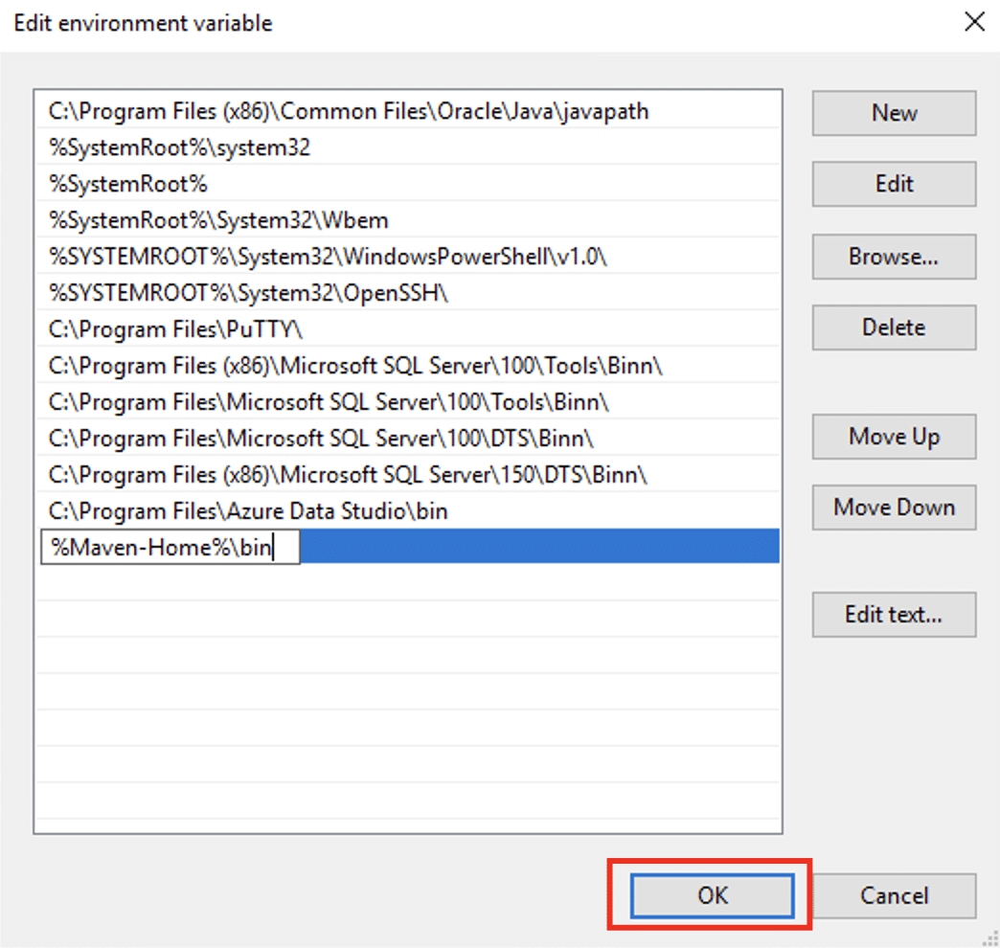 Edit environment variable
C:\Program Files (x86)\Common Files\Oracle\Java\javapath
%SystemRoot%\system32
%SystemRoot%
%SystemRoot%\System32\Wbem
%SYSTEMROOT%\System32\WindowsPowerShell\v1.0\
%SYSTEMROOT%\System32\OpenSSH\
C:\Program Files\PuTTY\
C:\Program Files (x86)\Microsoft SQL Server\100\Tools\Binn\
C:\Program Files\Microsoft SQL Server\100\Tools\Binn\
C:\Program Files\Microsoft SQL Server\100\DTS\Binn\
C:\Program Files (x86)\Microsoft SQL Server\150\DTS\Binn\
C:\Program Files\Azure Data Studio\bin
%Maven-Home%\bin
New
Edit
Browse...
Delete
Move Up
Move Down
Edit text...
OK
Cancel